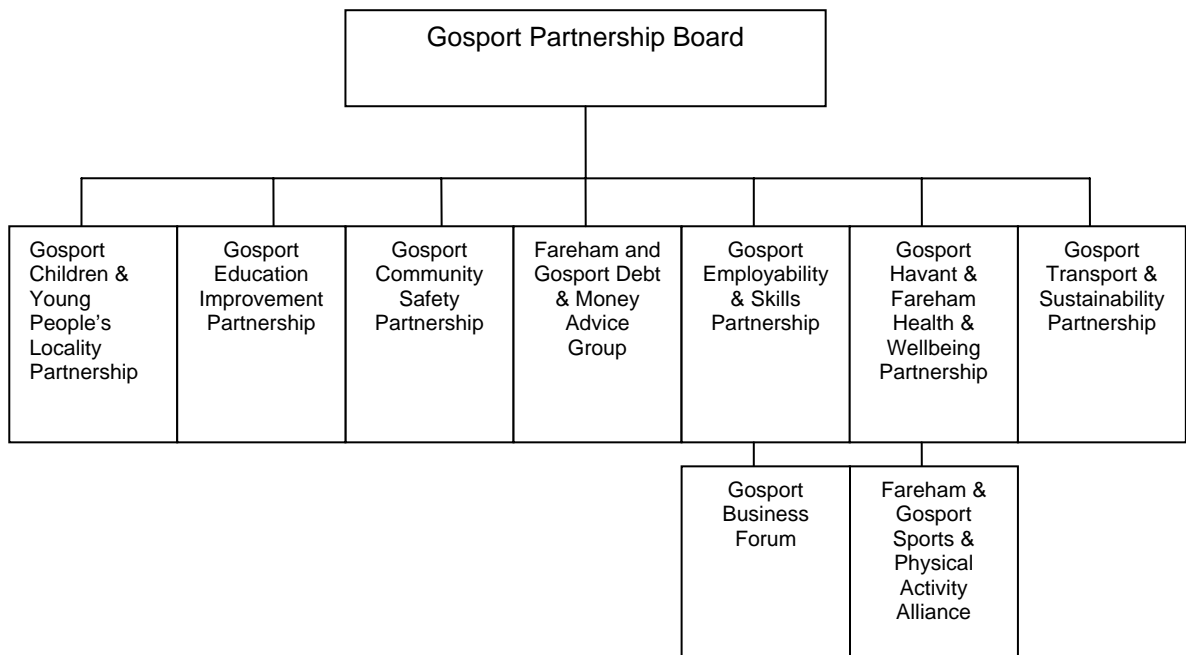 Gosport Partnership Board
Gosport
Children &
Young
People’s
Locality
Partnership
Gosport
Education
Improvement
Partnership
Gosport
Community
Safety
Partnership
Fareham and
Gosport Debt
& Money
Advice
Group
Gosport
Employability
& Skills
Partnership
Gosport
Havant &
Fareham
Health &
Wellbeing
Partnership
Gosport
Transport &
Sustainability
Partnership
Gosport
Business
Forum
Fareham &
Gosport
Sports &
Physical
Activity
Alliance